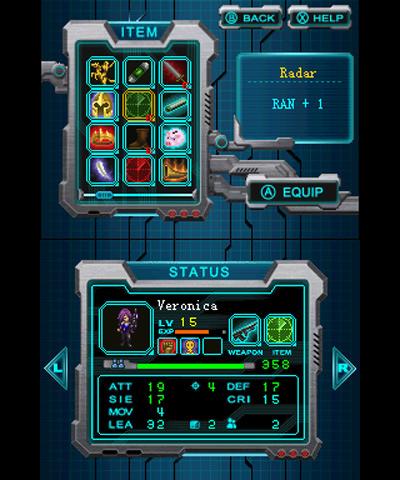 B BACK X HELP
ITEM
Radar
RAN + 1
A EQUIP
STATUS
Veronica
LV 15
EXP
WEAPON ITEM
358
L R
ATT 19 4 DEF 17
SIE 17 CRI 15
MOV 4
LEA 32 2 2